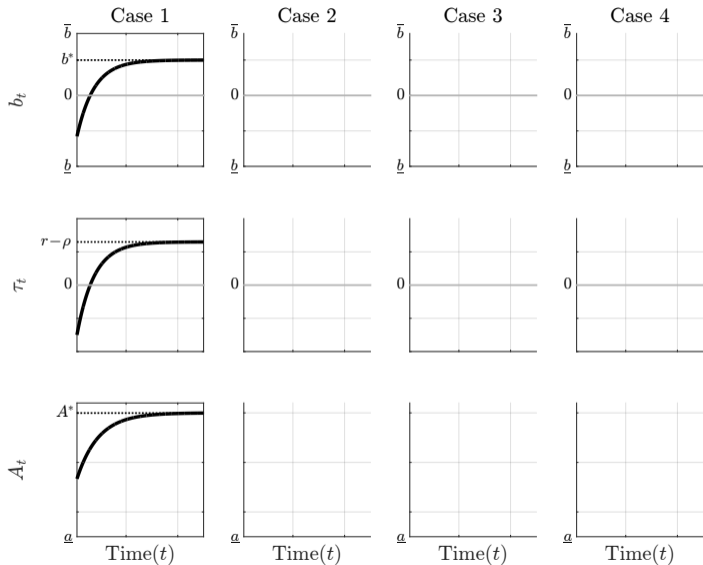 Case 1 Case 2 Case 3 Case 4
b̅ b̅ b̅ b̅
b*
0 0 0 0
b_t
b̲ b̲ b̲ b̲
r−ρ
0 0 0 0
τ_t
A*
A_t
a̲ a̲ a̲ a̲
Time(t) Time(t) Time(t) Time(t)